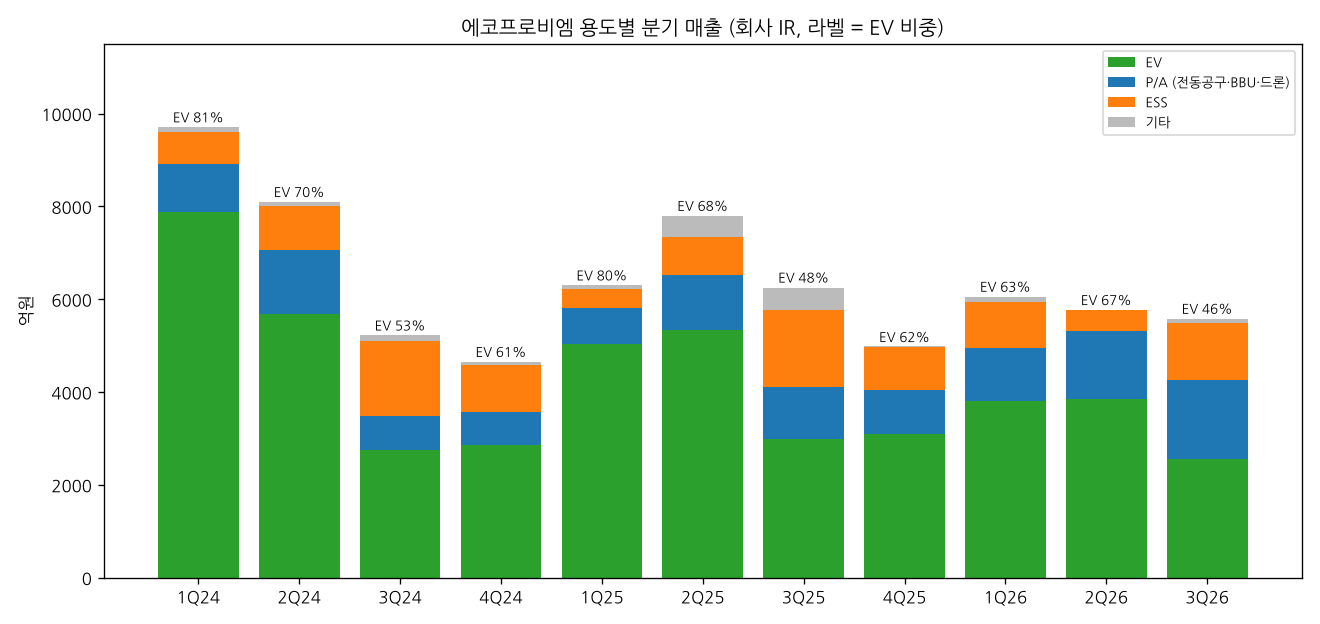 에코프로비엠 용도별 분기 매출 (회사 IR, 라벨 = EV 비중)
EV
P/A (전동공구·BBU·드론)
ESS
기타
억원
10000
8000
6000
4000
2000
0
EV 81%
EV 70%
EV 53%
EV 61%
EV 80%
EV 68%
EV 48%
EV 62%
EV 63%
EV 67%
EV 46%
1Q24
2Q24
3Q24
4Q24
1Q25
2Q25
3Q25
4Q25
1Q26
2Q26
3Q26